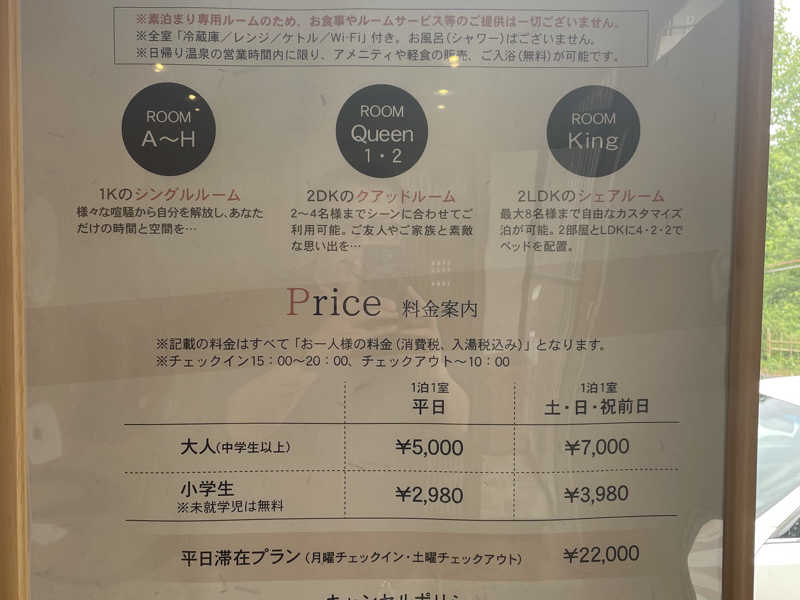 ※素泊まり専用ルームのため、お食事やルームサービス等のご提供は一切ございません。
※全室「冷蔵庫／レンジ／ケトル／Wi-Fi」付き。お風呂(シャワー)はございません。
※日帰り温泉の営業時間内に限り、アメニティや軽食の販売、ご入浴(無料)が可能です。
ROOM
A〜H
1Kのシングルルーム
様々な喧騒から自分を解放し、あなた
だけの時間と空間を…
ROOM
Queen
1・2
2DKのクアッドルーム
2〜4名様までシーンに合わせてご
利用可能。ご友人やご家族と素敵
な思い出を…
ROOM
King
2LDKのシェアルーム
最大8名様まで自由なカスタマイズ
泊が可能。2部屋とLDKに4・2・2で
ベッドを配置。
Price 料金案内
※記載の料金はすべて「お一人様の料金(消費税、入湯税込み)」となります。
※チェックイン15：00〜20：00、チェックアウト〜10：00
1泊1室
平日
1泊1室
土・日・祝前日
大人(中学生以上) ¥5,000 ¥7,000
小学生
※未就学児は無料
¥2,980 ¥3,980
平日滞在プラン(月曜チェックイン・土曜チェックアウト) ¥22,000